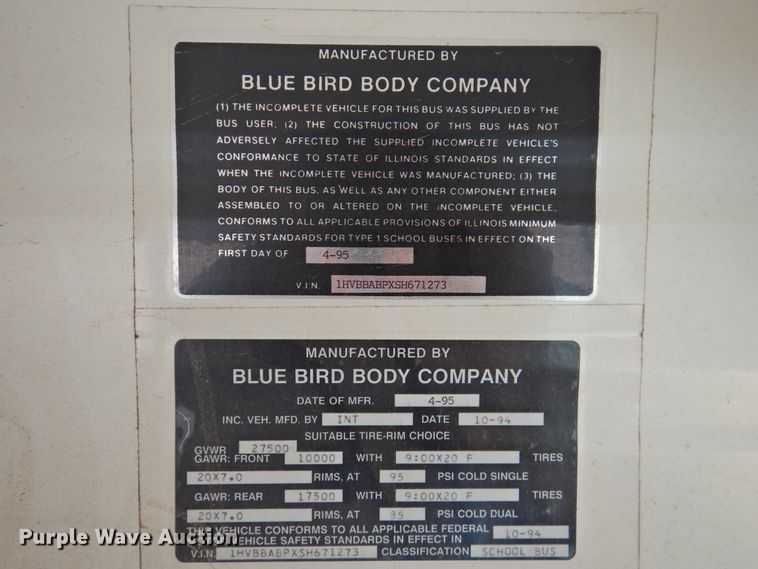 MANUFACTURED BY
BLUE BIRD BODY COMPANY
(1) THE INCOMPLETE VEHICLE FOR THIS BUS WAS SUPPLIED BY THE
BUS USER; (2) THE CONSTRUCTION OF THIS BUS HAS NOT
ADVERSELY AFFECTED THE SUPPLIED INCOMPLETE VEHICLE'S
CONFORMANCE TO STATE OF ILLINOIS STANDARDS IN EFFECT
WHEN THE INCOMPLETE VEHICLE WAS MANUFACTURED; (3) THE
BODY OF THIS BUS, AS WELL AS ANY OTHER COMPONENT EITHER
ASSEMBLED TO OR ALTERED ON THE INCOMPLETE VEHICLE,
CONFORMS TO ALL APPLICABLE PROVISIONS OF ILLINOIS MINIMUM
SAFETY STANDARDS FOR TYPE 1 SCHOOL BUSES IN EFFECT ON THE
FIRST DAY OF 4-95
V.I.N. 1HVBBABPXSH671273
MANUFACTURED BY
BLUE BIRD BODY COMPANY
DATE OF MFR. 4-95
INC. VEH. MFD. BY INT DATE 10-94
SUITABLE TIRE-RIM CHOICE
GVWR 27500
GAWR: FRONT 10000 WITH 9:00X20 F TIRES
20X7.0 RIMS, AT 95 PSI COLD SINGLE
GAWR: REAR 17500 WITH 9:00X20 F TIRES
20X7.0 RIMS, AT 85 PSI COLD DUAL
THIS VEHICLE CONFORMS TO ALL APPLICABLE FEDERAL 10-94
VEHICLE SAFETY STANDARDS IN EFFECT IN
V.I.N. 1HVBBABPXSH671273 CLASSIFICATION SCHOOL BUS
Purple Wave Auction